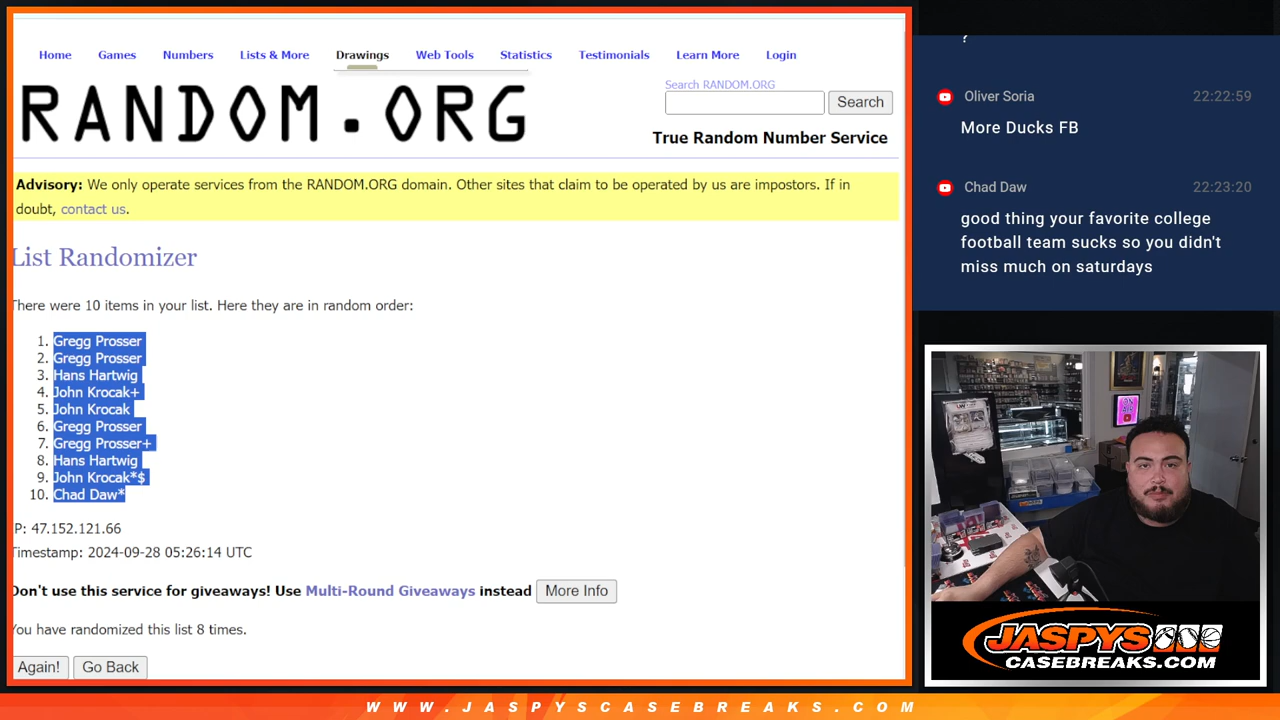 Home Games Numbers Lists & More Drawings Web Tools Statistics Testimonials Learn More Login
RANDOM.ORG
Search RANDOM.ORG
Search
True Random Number Service
Advisory: We only operate services from the RANDOM.ORG domain. Other sites that claim to be operated by us are impostors. If in
doubt, contact us.
List Randomizer
There were 10 items in your list. Here they are in random order:
1. Gregg Prosser
2. Gregg Prosser
3. Hans Hartwig
4. John Krocak+
5. John Krocak
6. Gregg Prosser
7. Gregg Prosser+
8. Hans Hartwig
9. John Krocak*$
10. Chad Daw*
IP: 47.152.121.66
Timestamp: 2024-09-28 05:26:14 UTC
Don't use this service for giveaways! Use Multi-Round Giveaways instead More Info
You have randomized this list 8 times.
Again! Go Back
?
Oliver Soria 22:22:59
More Ducks FB
Chad Daw 22:23:20
good thing your favorite college
football team sucks so you didn't
miss much on saturdays
JASPYS
CASEBREAKS.COM
WWW.JASPYSCASEBREAKS.COM